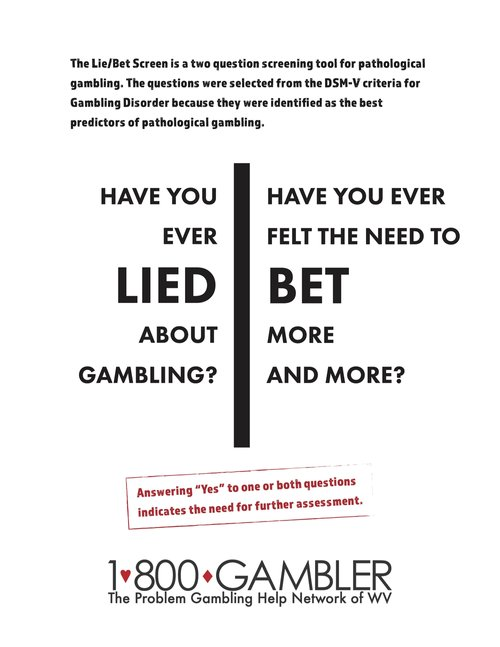 The Lie/Bet Screen is a two question screening tool for pathological
gambling. The questions were selected from the DSM-V criteria for
Gambling Disorder because they were identified as the best
predictors of pathological gambling.
HAVE YOU
EVER
LIED
ABOUT
GAMBLING?
HAVE YOU EVER
FELT THE NEED TO
BET
MORE
AND MORE?
Answering “Yes” to one or both questions
indicates the need for further assessment.
1♥800♦GAMBLER
The Problem Gambling Help Network of WV